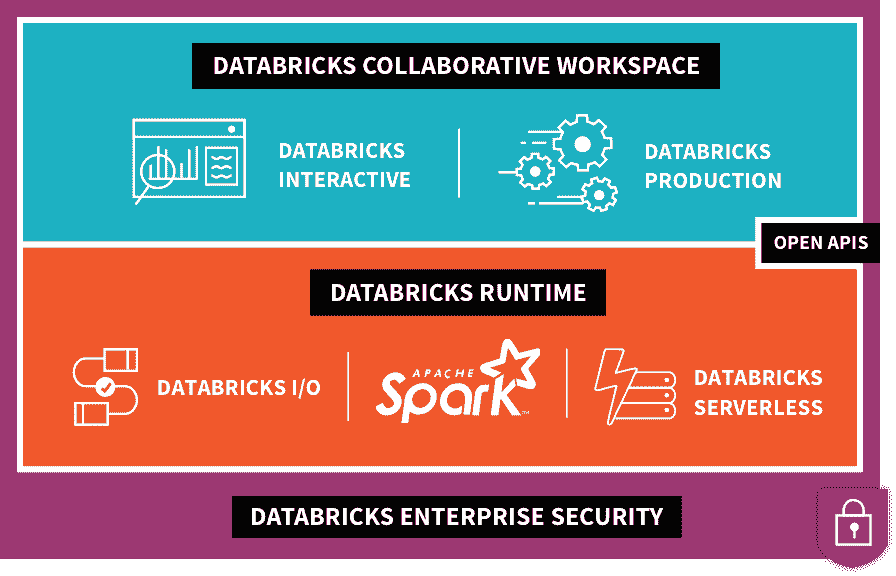 DATABRICKS COLLABORATIVE WORKSPACE
DATABRICKS
INTERACTIVE
DATABRICKS
PRODUCTION
OPEN APIS
DATABRICKS RUNTIME
DATABRICKS I/O
APACHE
Spark™
DATABRICKS
SERVERLESS
DATABRICKS ENTERPRISE SECURITY